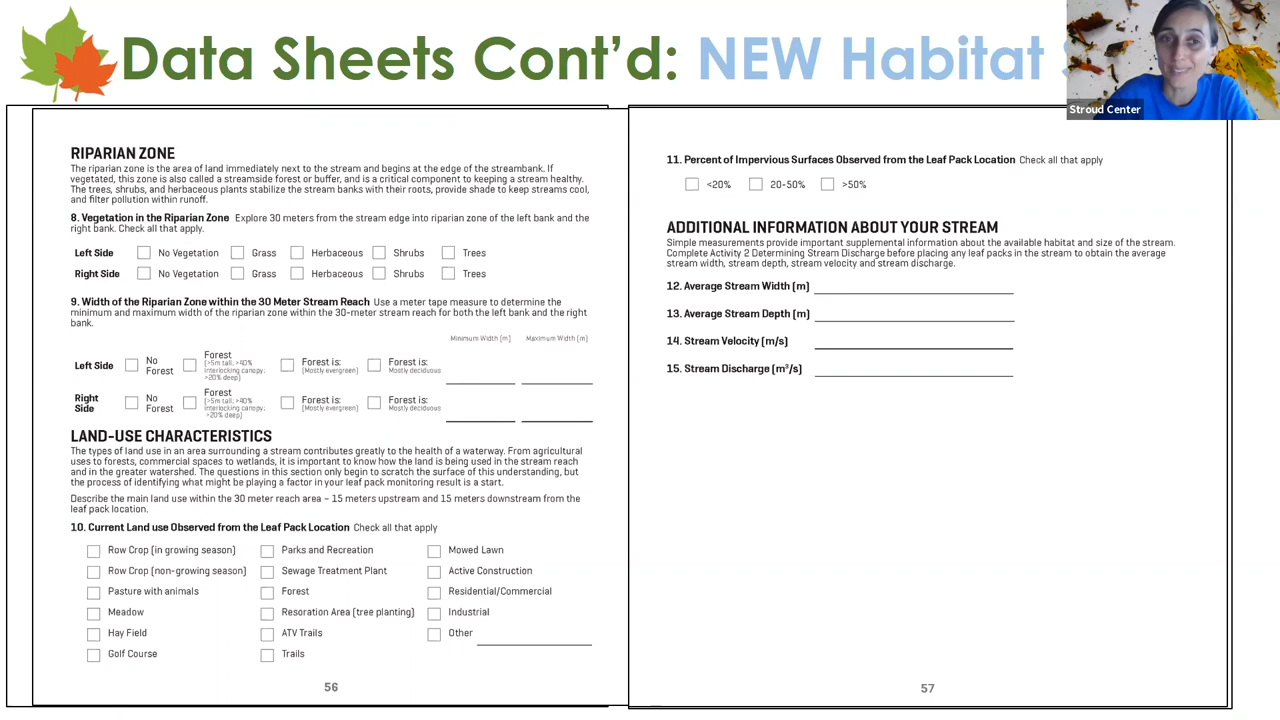 Data Sheets Cont’d: NEW Habitat
Stroud Center
RIPARIAN ZONE
The riparian zone is the area of land immediately next to the stream and begins at the edge of the streambank. If
vegetated, this zone is also called a streamside forest or buffer, and is a critical component to keeping a stream healthy.
The trees, shrubs, and herbaceous plants stabilize the stream banks with their roots, provide shade to keep streams cool,
and filter pollution within runoff.
8. Vegetation in the Riparian Zone Explore 30 meters from the stream edge into riparian zone of the left bank and the
right bank. Check all that apply.
Left Side No Vegetation Grass Herbaceous Shrubs Trees
Right Side No Vegetation Grass Herbaceous Shrubs Trees
9. Width of the Riparian Zone within the 30 Meter Stream Reach Use a meter tape measure to determine the
minimum and maximum width of the riparian zone within the 30-meter stream reach for both the left bank and the right
bank.
Minimum Width (m) Maximum Width (m)
Left Side
No
Forest
Forest
(>5m tall; >40%
interlocking canopy;
>20% deep)
Forest is:
(Mostly evergreen)
Forest is:
Mostly deciduous
Right
Side
No
Forest
Forest
(>5m tall; >40%
interlocking canopy;
>20% deep)
Forest is:
(Mostly evergreen)
Forest is:
Mostly deciduous
LAND-USE CHARACTERISTICS
The types of land use in an area surrounding a stream contributes greatly to the health of a waterway. From agricultural
uses to forests, commercial spaces to wetlands, it is important to know how the land is being used in the stream reach
and in the greater watershed. The questions in this section only begin to scratch the surface of this understanding, but
the process of identifying what might be playing a factor in your leaf pack monitoring result is a start.
Describe the main land use within the 30 meter reach area – 15 meters upstream and 15 meters downstream from the
leaf pack location.
10. Current Land use Observed from the Leaf Pack Location Check all that apply
Row Crop (in growing season) Parks and Recreation Mowed Lawn
Row Crop (non-growing season) Sewage Treatment Plant Active Construction
Pasture with animals Forest Residential/Commercial
Meadow Resoration Area (tree planting) Industrial
Hay Field ATV Trails Other
Golf Course Trails
56
11. Percent of Impervious Surfaces Observed from the Leaf Pack Location Check all that apply
<20% 20-50% >50%
ADDITIONAL INFORMATION ABOUT YOUR STREAM
Simple measurements provide important supplemental information about the available habitat and size of the stream.
Complete Activity 2 Determining Stream Discharge before placing any leaf packs in the stream to obtain the average
stream width, stream depth, stream velocity and stream discharge.
12. Average Stream Width (m)
13. Average Stream Depth (m)
14. Stream Velocity (m/s)
15. Stream Discharge (m³/s)
57